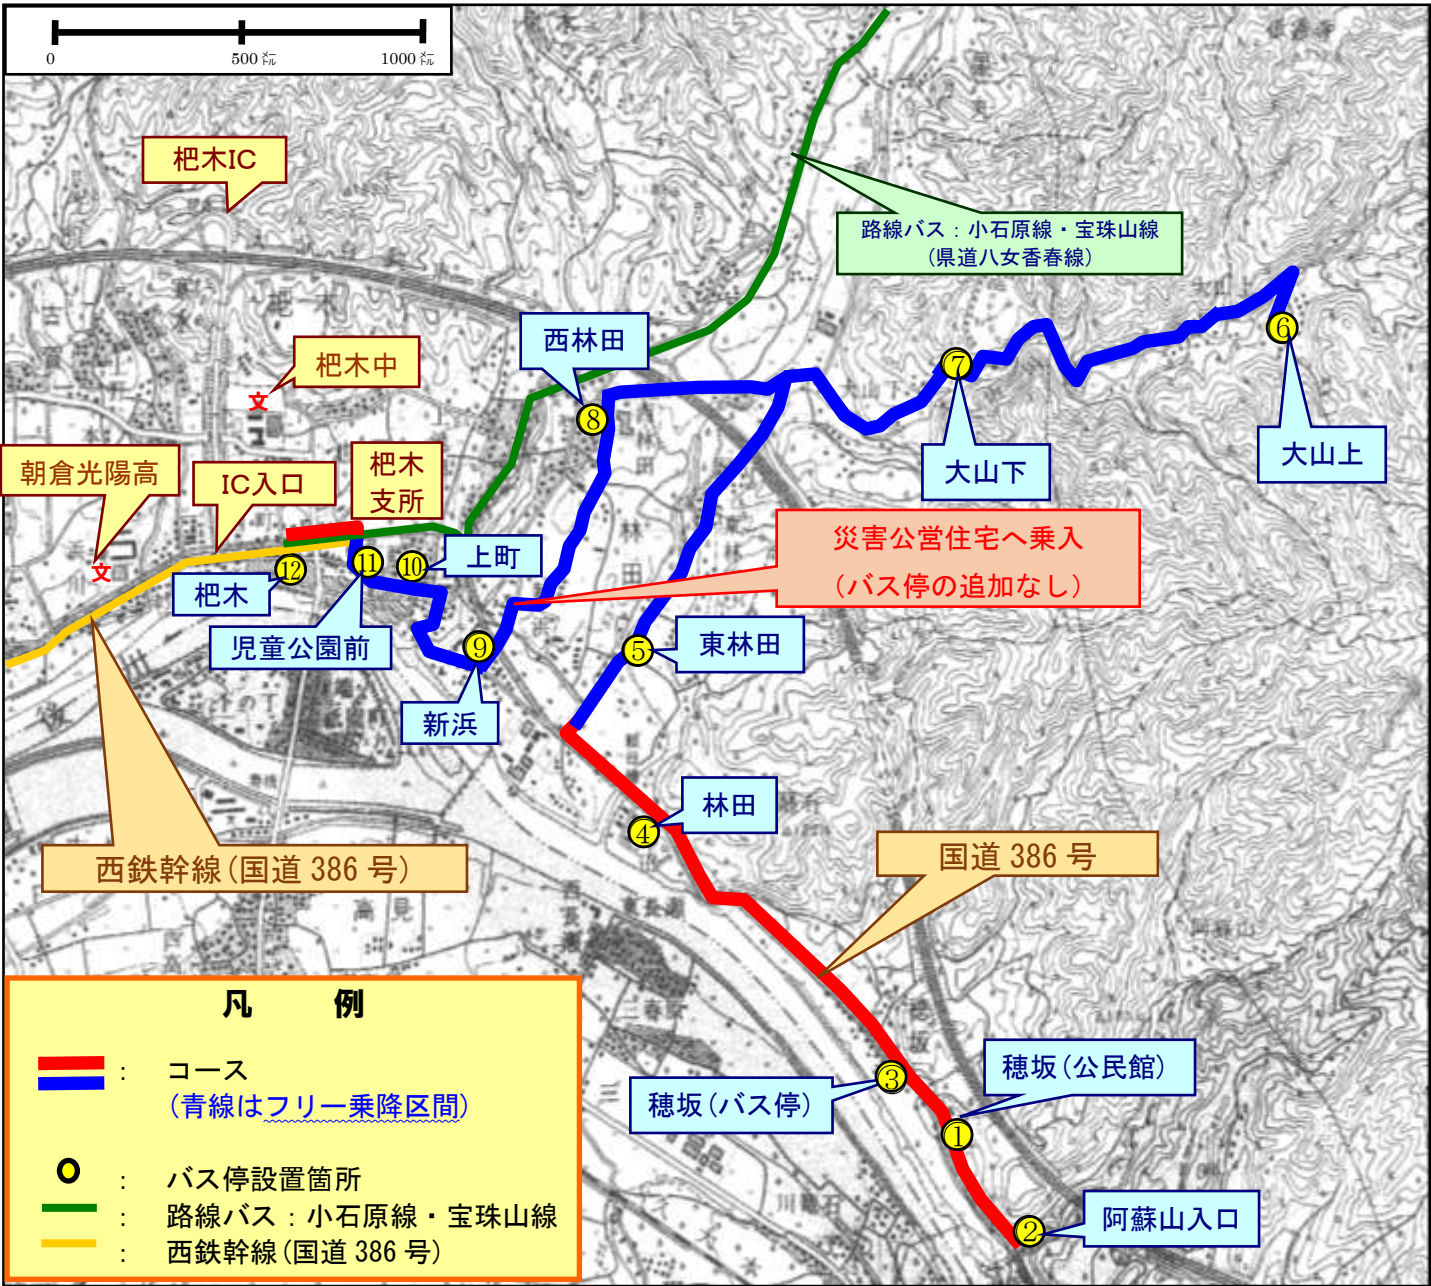 0
500 メートル
1000 メートル
杷木IC
路線バス：小石原線・宝珠山線
(県道八女香春線)
西林田
杷木中
文
⑥
⑦
⑧
朝倉光陽高
IC入口
杷木
支所
大山下
大山上
災害公営住宅へ乗入
(バス停の追加なし)
上町
⑩
⑪
⑫
文
杷木
児童公園前
⑨
⑤
東林田
新浜
林田
④
西鉄幹線(国道 386 号)
国道 386 号
高見
凡 例
： コース
(青線はフリー乗降区間)
： バス停設置箇所
： 路線バス：小石原線・宝珠山線
： 西鉄幹線(国道 386 号)
穂坂(公民館)
③
穂坂(バス停)
①
阿蘇山入口
②